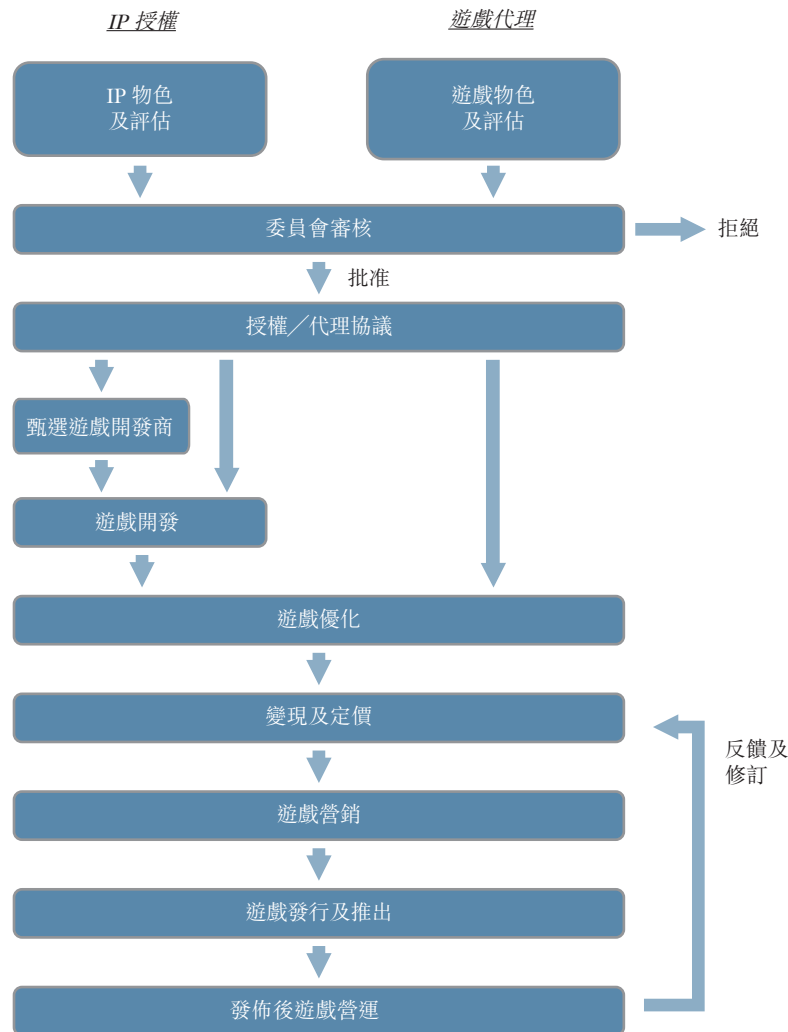 IP 授權
遊戲代理
IP 物色
及評估
遊戲物色
及評估
委員會審核
拒絕
批准
授權／代理協議
甄選遊戲開發商
遊戲開發
遊戲優化
變現及定價
反饋及
修訂
遊戲營銷
遊戲發行及推出
發佈後遊戲營運